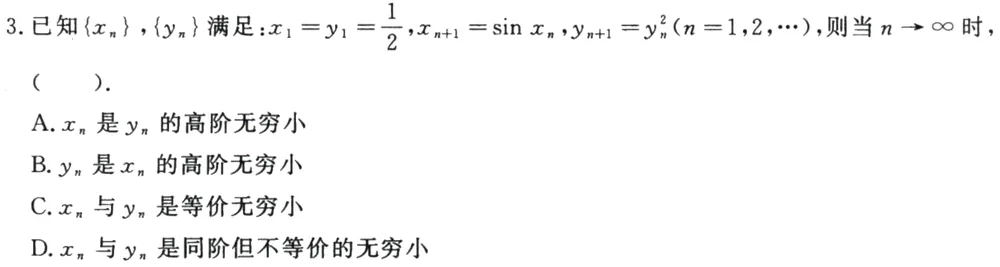 3. 已知{xₙ},{yₙ}满足:x₁=y₁=1/2,xₙ₊₁=sin xₙ,yₙ₊₁=yₙ²(n=1,2,…),则当 n→∞时,
(  ).
A. xₙ 是 yₙ 的高阶无穷小
B. yₙ 是 xₙ 的高阶无穷小
C. xₙ 与 yₙ 是等价无穷小
D. xₙ 与 yₙ 是同阶但不等价的无穷小